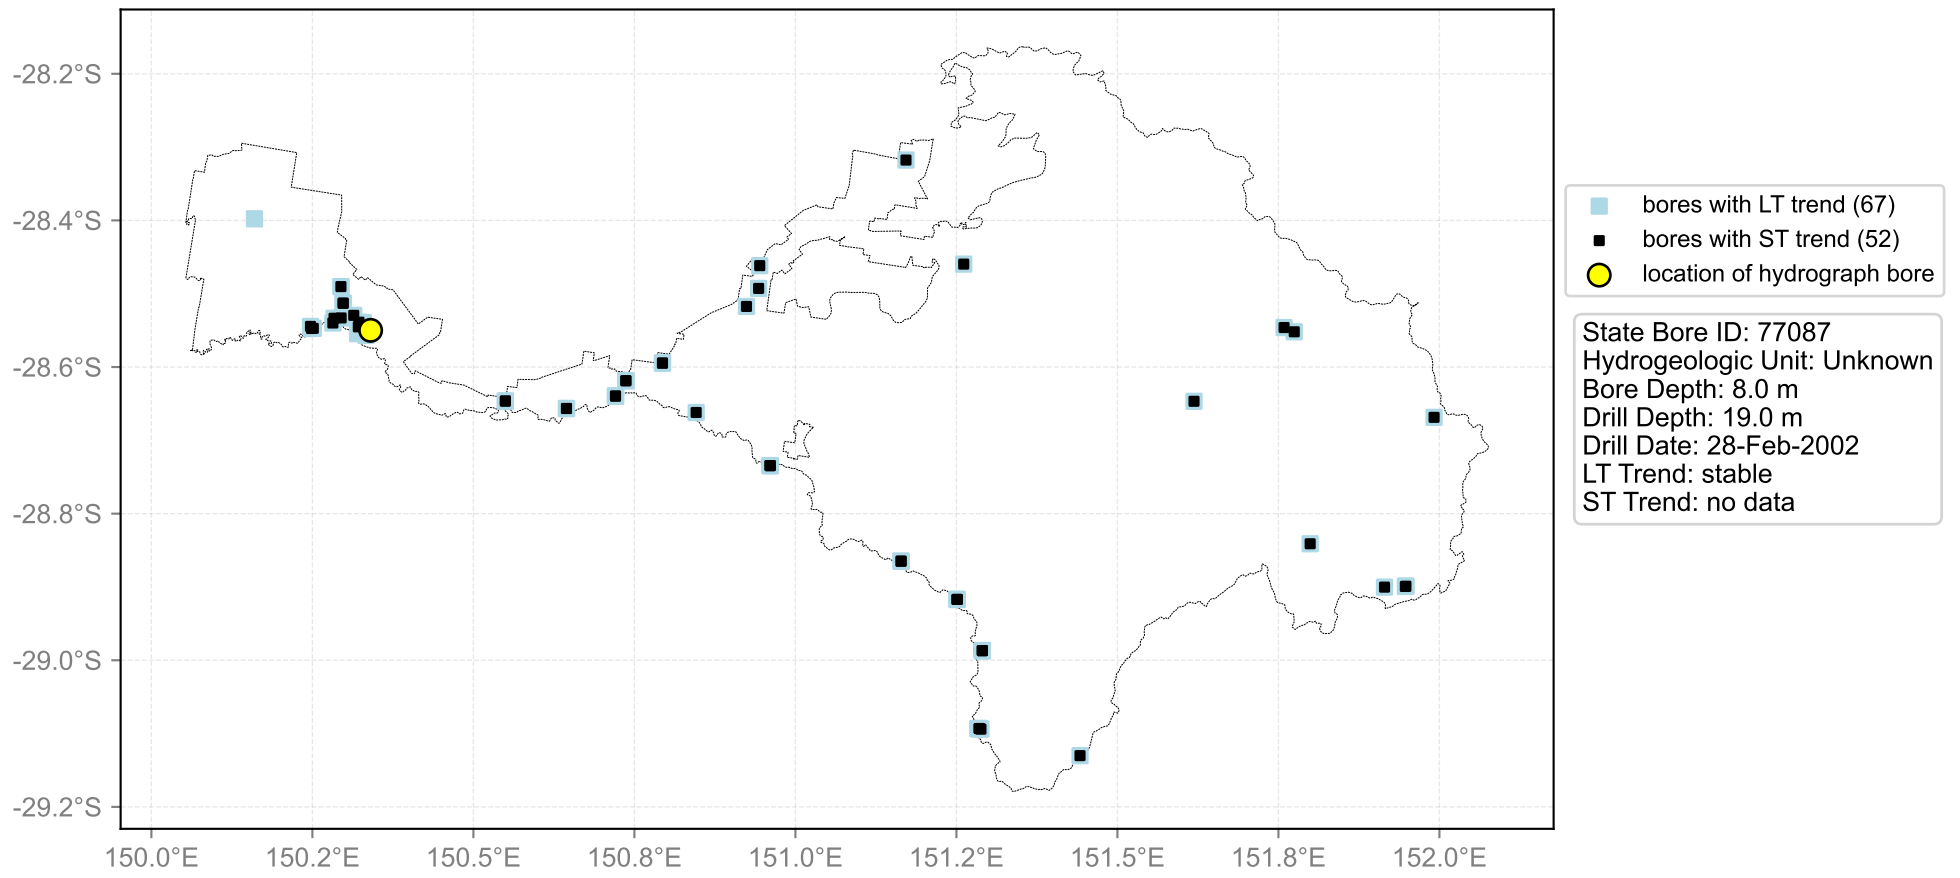 -28.2°S
-28.4°S
-28.6°S
-28.8°S
-29.0°S
-29.2°S
150.0°E
150.2°E
150.5°E
150.8°E
151.0°E
151.2°E
151.5°E
151.8°E
152.0°E
bores with LT trend (67)
bores with ST trend (52)
location of hydrograph bore
State Bore ID: 77087
Hydrogeologic Unit: Unknown
Bore Depth: 8.0 m
Drill Depth: 19.0 m
Drill Date: 28-Feb-2002
LT Trend: stable
ST Trend: no data